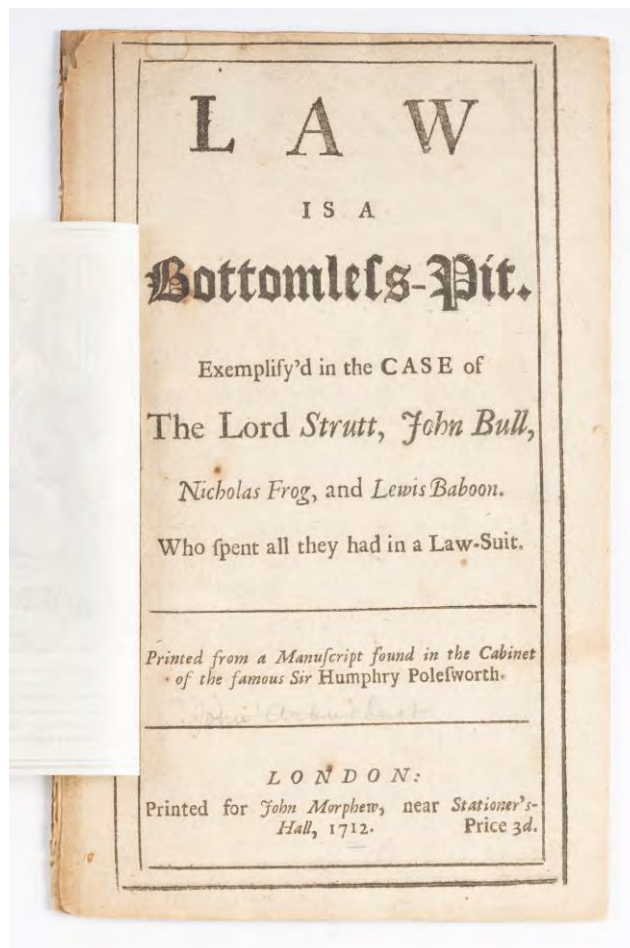 LAW
IS A
Bottomleſs-Pit.
Exemplify'd in the CASE of
The Lord Strutt, John Bull,
Nicholas Frog, and Lewis Baboon.
Who ſpent all they had in a Law-Suit.
Printed from a Manuſcript found in the Cabinet
of the famous Sir Humphry Poleſworth.
LONDON:
Printed for John Morphew, near Stationer's-
Hall, 1712. Price 3d.